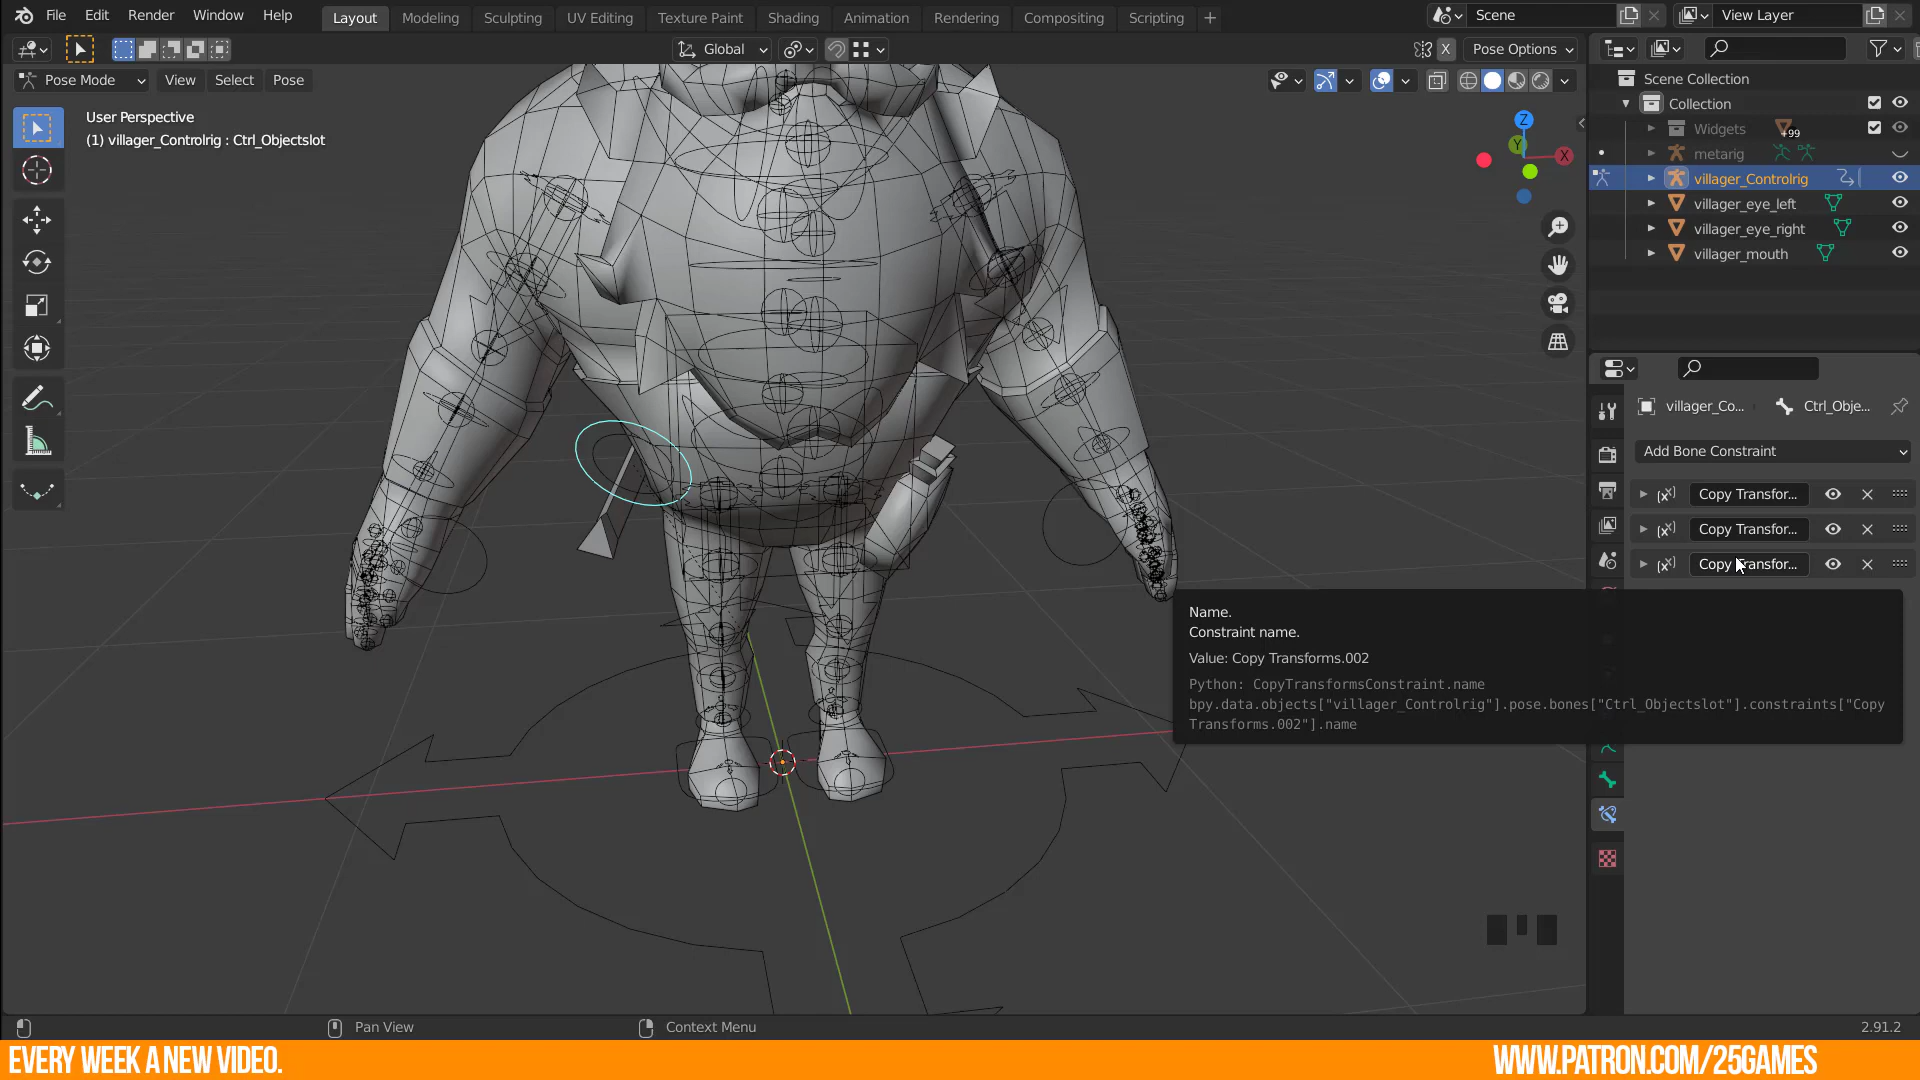 File Edit Render Window Help
Layout Modeling Sculpting UV Editing Texture Paint Shading Animation Rendering Compositing Scripting +
Scene View Layer
Global X Pose Options
Pose Mode View Select Pose
User Perspective
(1) villager_Controlrig : Ctrl_Objectslot
Z
Y
X
Scene Collection
Collection
Widgets +99
metarig
villager_Controlrig
villager_eye_left
villager_eye_right
villager_mouth
villager_Co... Ctrl_Obje...
Add Bone Constraint
Copy Transfor...
Copy Transfor...
Copy Transfor...
Name.
Constraint name.
Value: Copy Transforms.002
Python: CopyTransformsConstraint.name
bpy.data.objects["villager_Controlrig"].pose.bones["Ctrl_Objectslot"].constraints["Copy
Transforms.002"].name
Pan View Context Menu 2.91.2
EVERY WEEK A NEW VIDEO. WWW.PATRON.COM/25GAMES